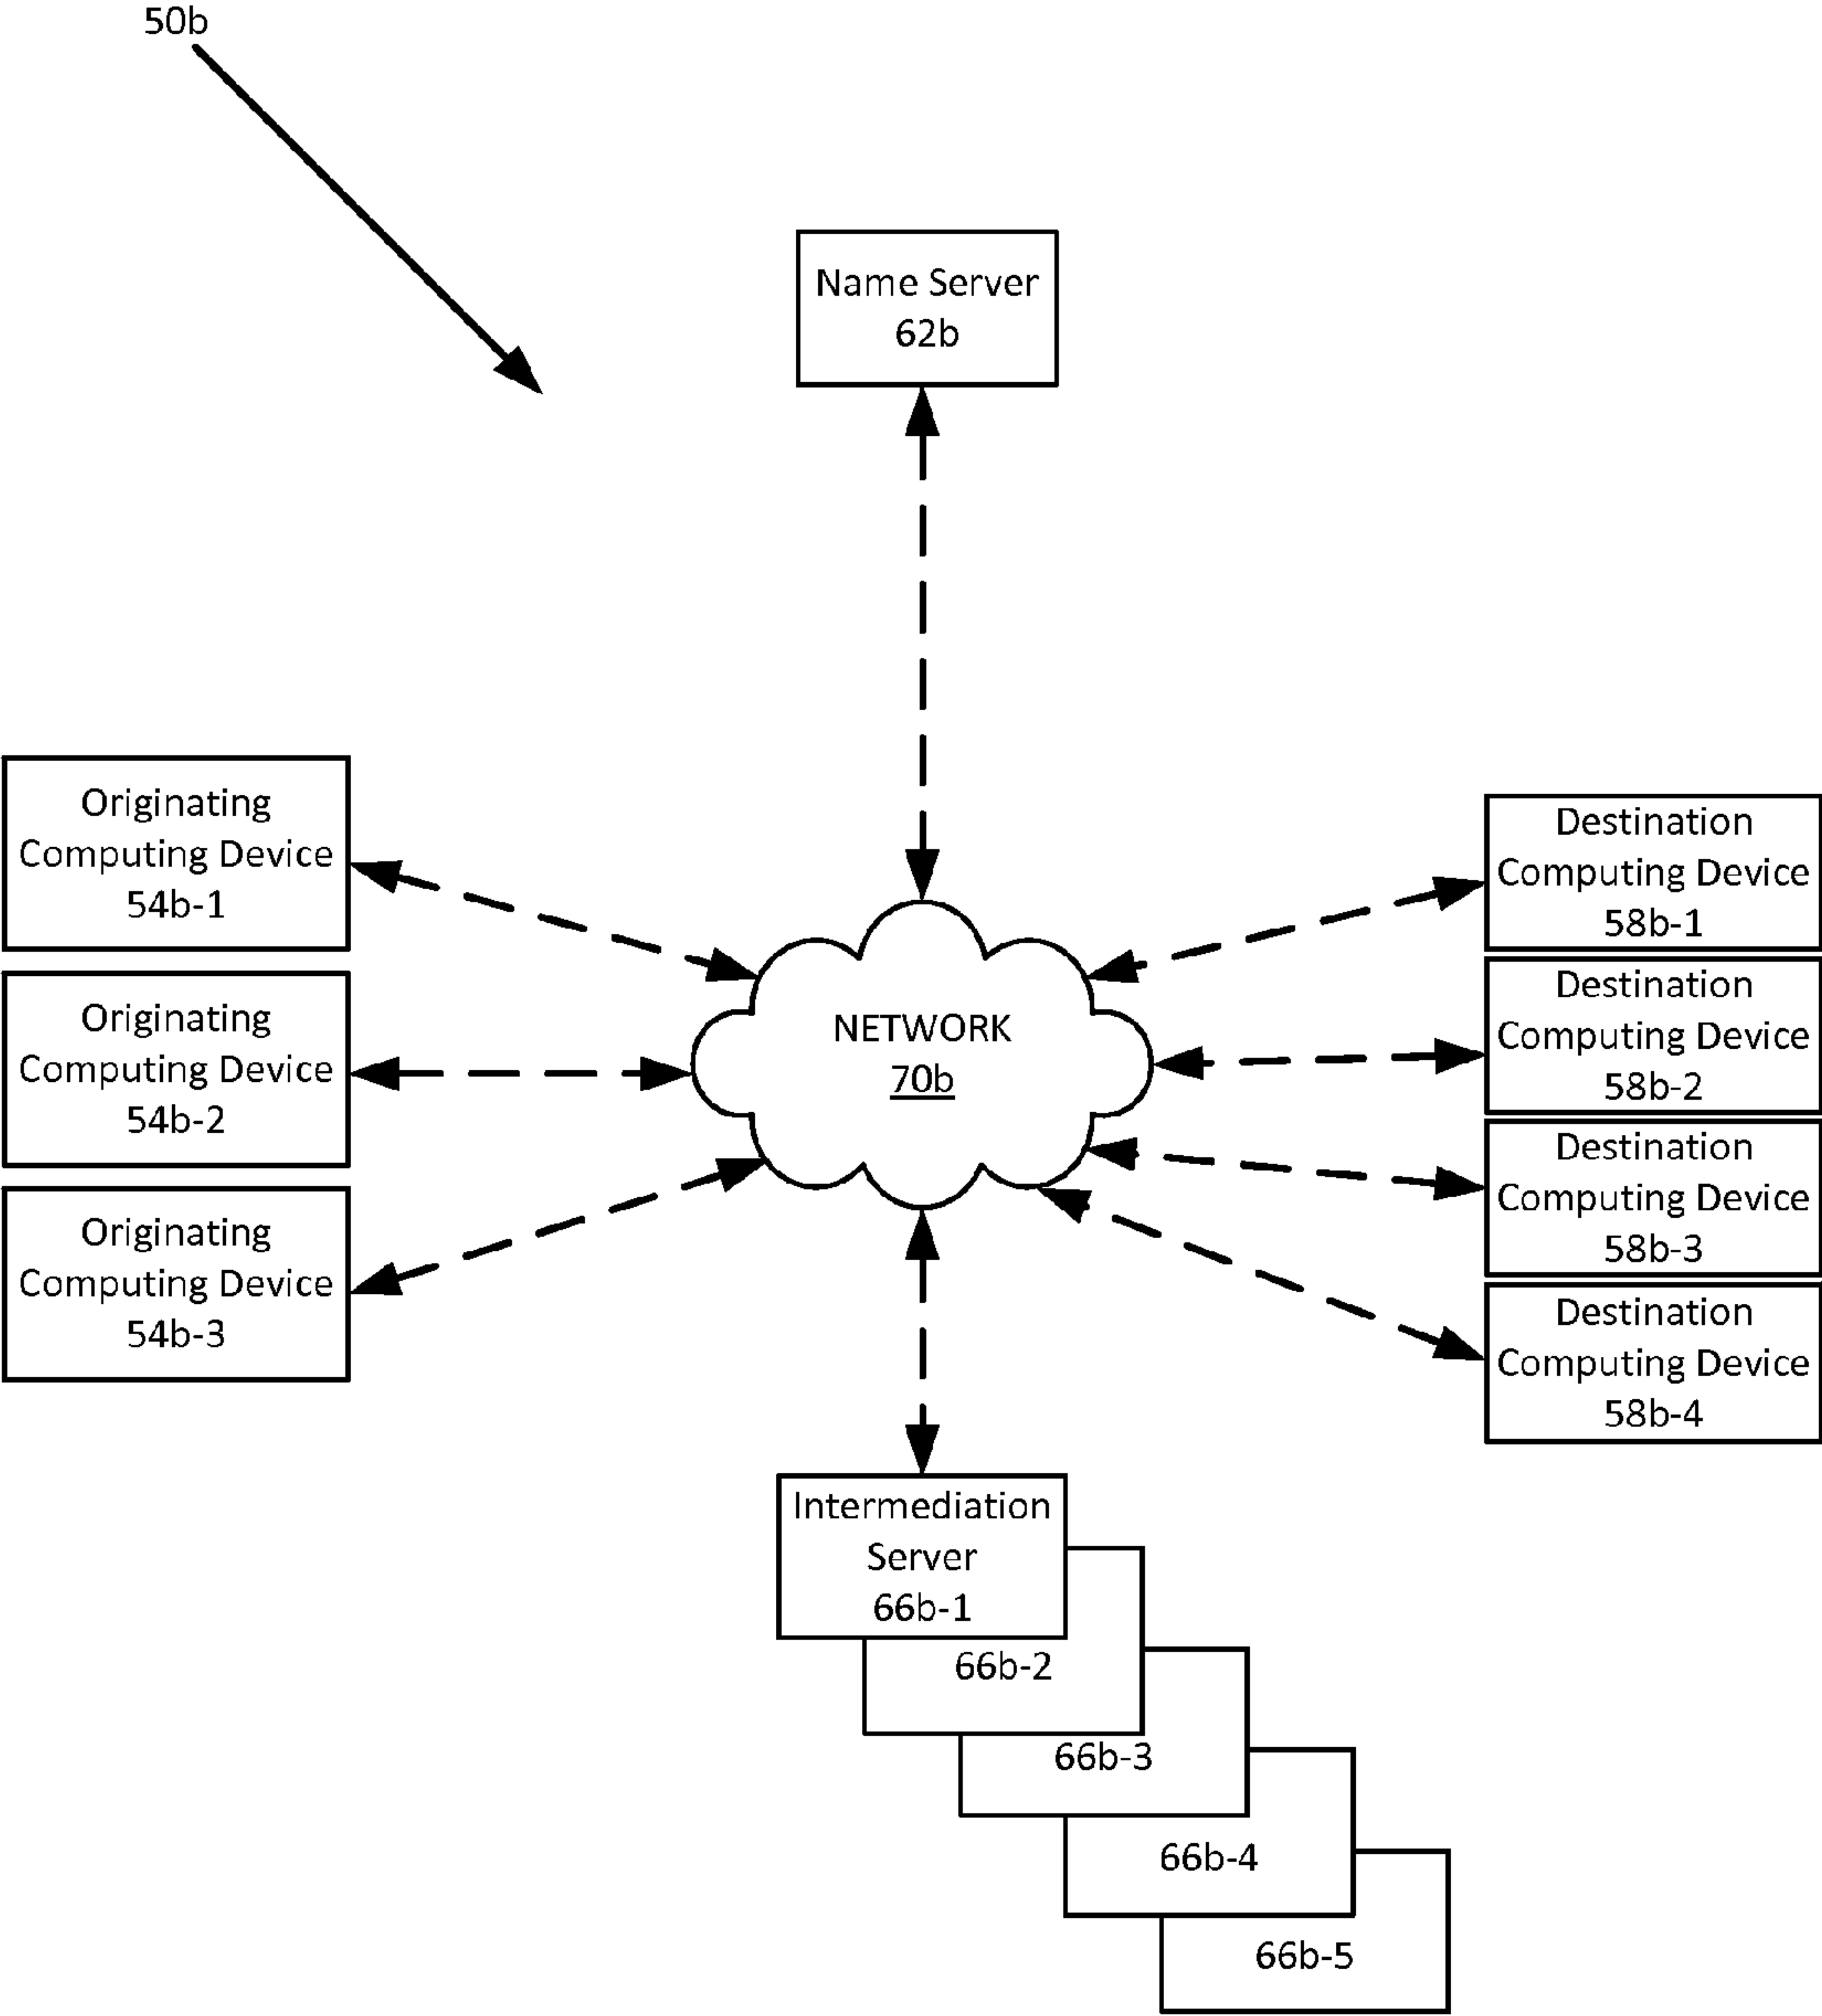 50b
Name Server
62b
Originating
Computing Device
54b-1
Originating
Computing Device
54b-2
Originating
Computing Device
54b-3
NETWORK
70b
Destination
Computing Device
58b-1
Destination
Computing Device
58b-2
Destination
Computing Device
58b-3
Destination
Computing Device
58b-4
Intermediation
Server
66b-1
66b-2
66b-3
66b-4
66b-5